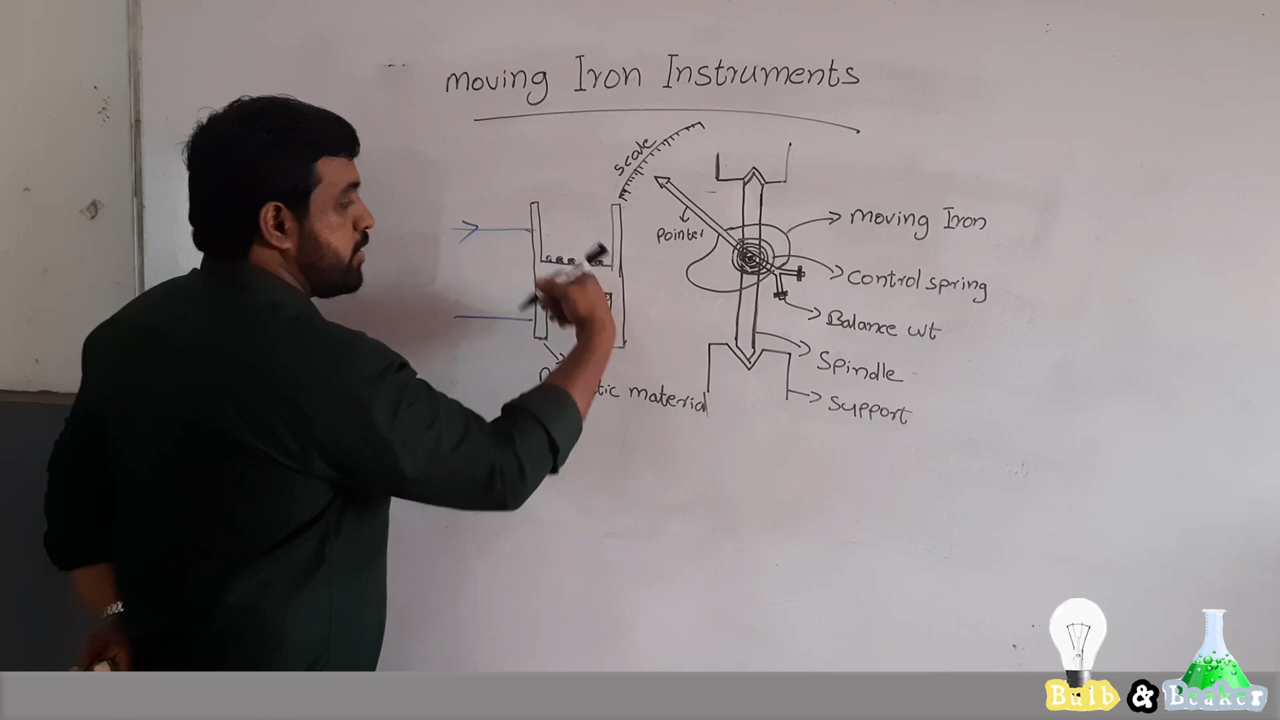 Moving Iron Instruments
scale
Pointer
Moving Iron
Control spring
Balance wt
Spindle
Support
material
Bulb & Beaker